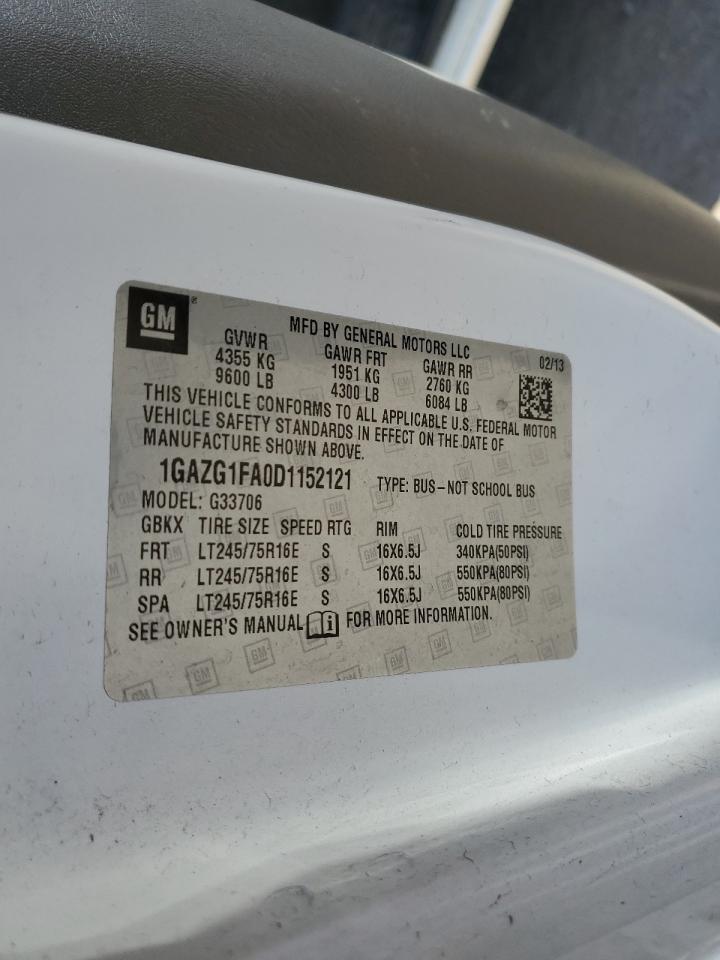 GM ®
MFD BY GENERAL MOTORS LLC 02/13
GVWR GAWR FRT GAWR RR
4355 KG 1951 KG 2760 KG
9600 LB 4300 LB 6084 LB
THIS VEHICLE CONFORMS TO ALL APPLICABLE U.S. FEDERAL MOTOR
VEHICLE SAFETY STANDARDS IN EFFECT ON THE DATE OF
MANUFACTURE SHOWN ABOVE.
1GAZG1FA0D1152121 TYPE: BUS–NOT SCHOOL BUS
MODEL: G33706
GBKX TIRE SIZE SPEED RTG RIM COLD TIRE PRESSURE
FRT LT245/75R16E S 16X6.5J 340KPA(50PSI)
RR LT245/75R16E S 16X6.5J 550KPA(80PSI)
SPA LT245/75R16E S 16X6.5J 550KPA(80PSI)
SEE OWNER'S MANUAL i FOR MORE INFORMATION.